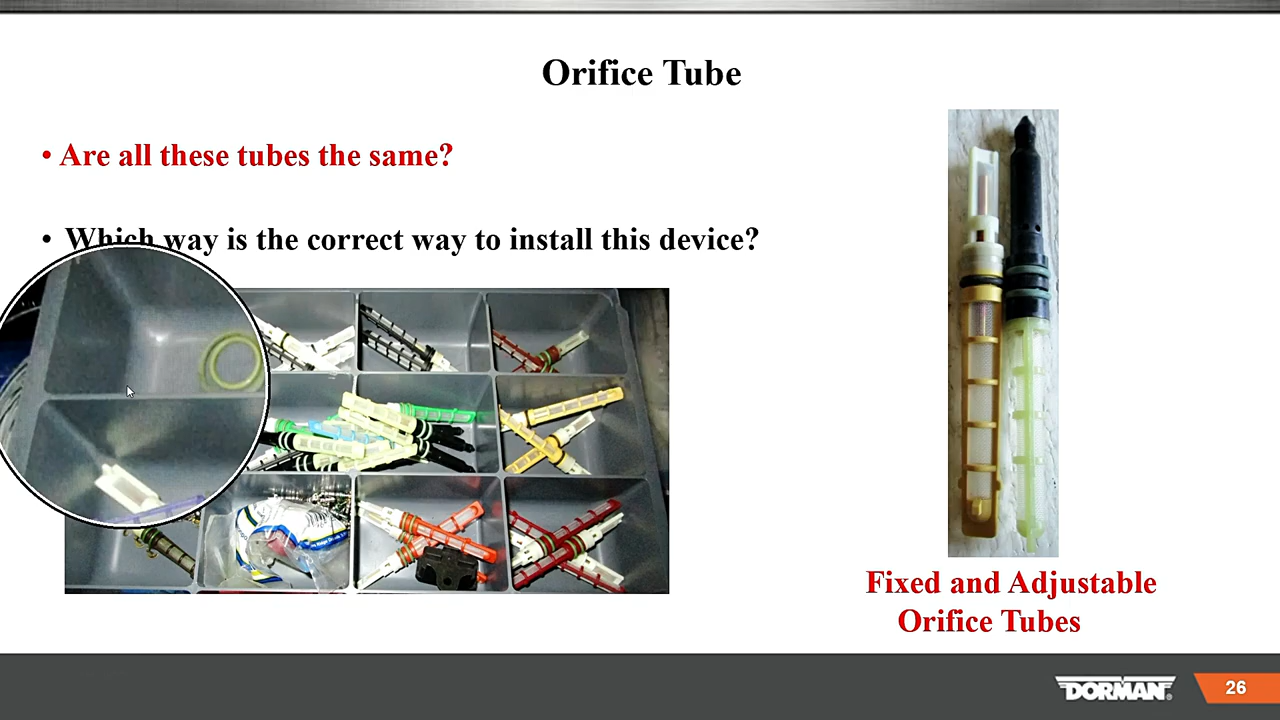 Orifice Tube
• Are all these tubes the same?
• Which way is the correct way to install this device?
Fixed and Adjustable
Orifice Tubes
DORMAN®
26